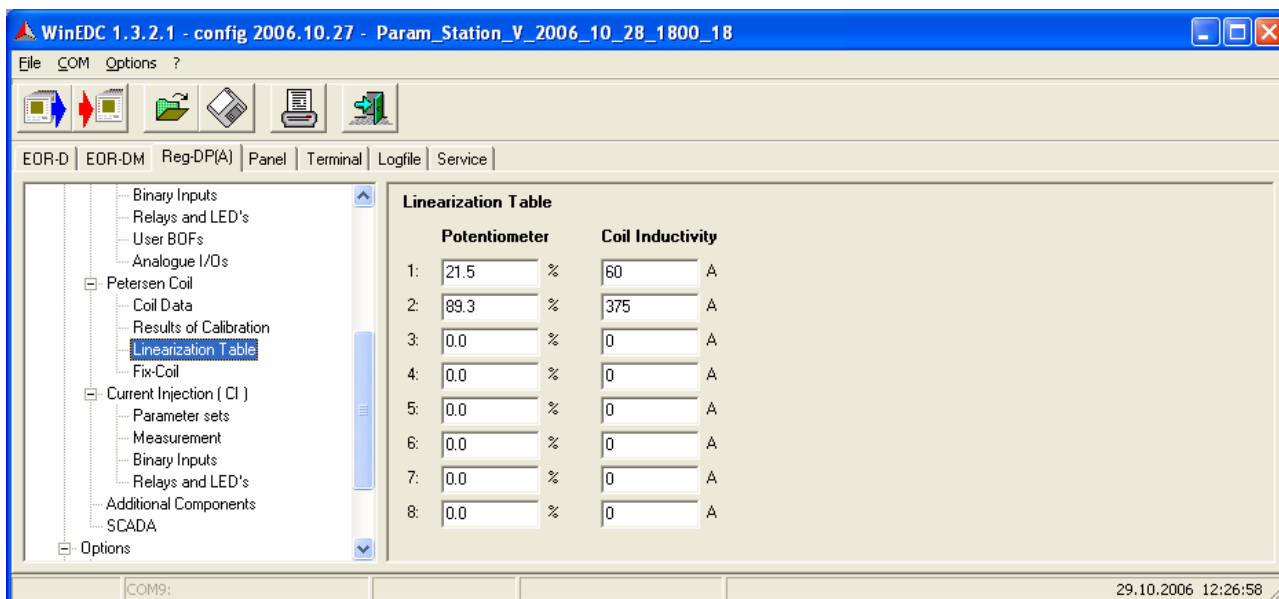 WinEDC 1.3.2.1 - config 2006.10.27 - Param_Station_V_2006_10_28_1800_18
File COM Options ?
EOR-D EOR-DM Reg-DP(A) Panel Terminal Logfile Service
Binary Inputs
Relays and LED's
User BOFs
Analogue I/Os
Petersen Coil
Coil Data
Results of Calibration
Linearization Table
Fix-Coil
Current Injection ( CI )
Parameter sets
Measurement
Binary Inputs
Relays and LED's
Additional Components
SCADA
Options
Linearization Table
Potentiometer Coil Inductivity
1: 21.5 % 60 A
2: 89.3 % 375 A
3: 0.0 % 0 A
4: 0.0 % 0 A
5: 0.0 % 0 A
6: 0.0 % 0 A
7: 0.0 % 0 A
8: 0.0 % 0 A
COM9: 29.10.2006 12:26:58